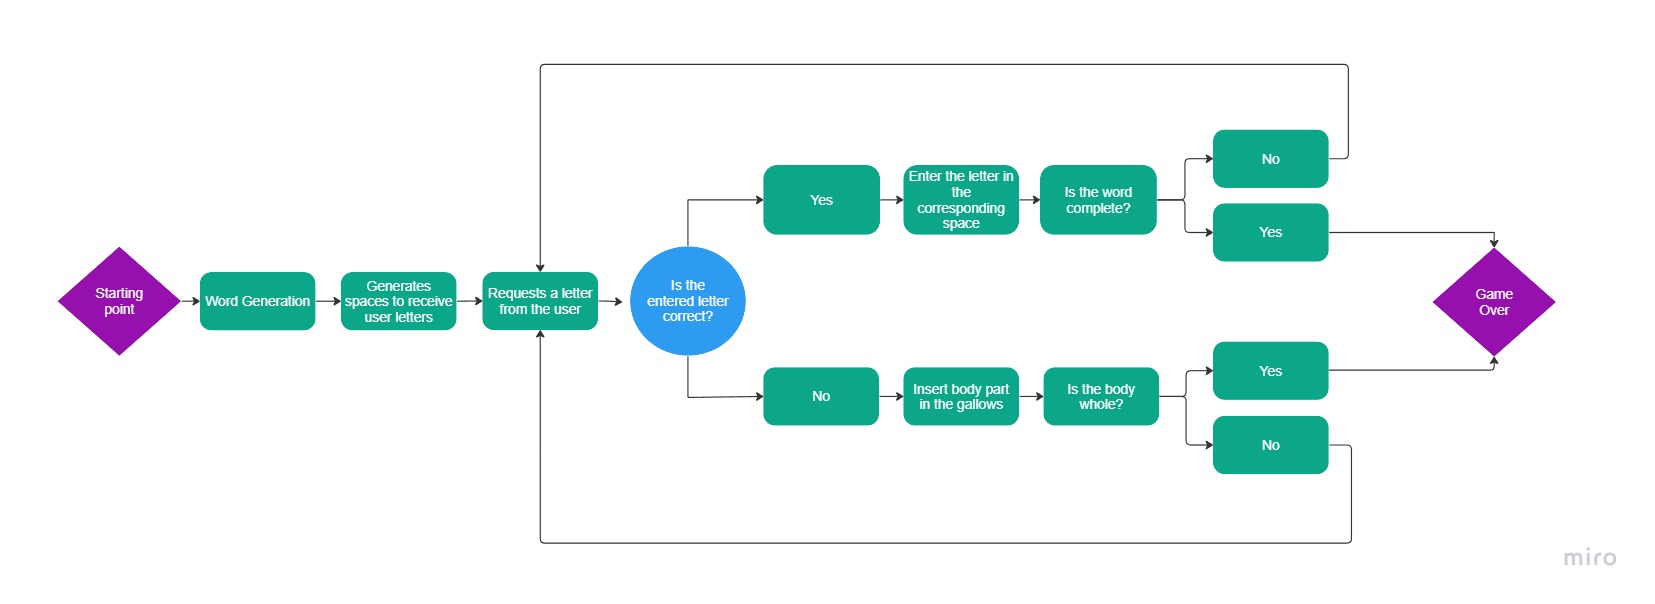 Starting
point
Word Generation
Generates
spaces to receive
user letters
Requests a letter
from the user
Is the
entered letter
correct?
Yes
Enter the letter in
the
corresponding
space
Is the word
complete?
No
Yes
Game
Over
No
Insert body part
in the gallows
Is the body
whole?
Yes
No
miro